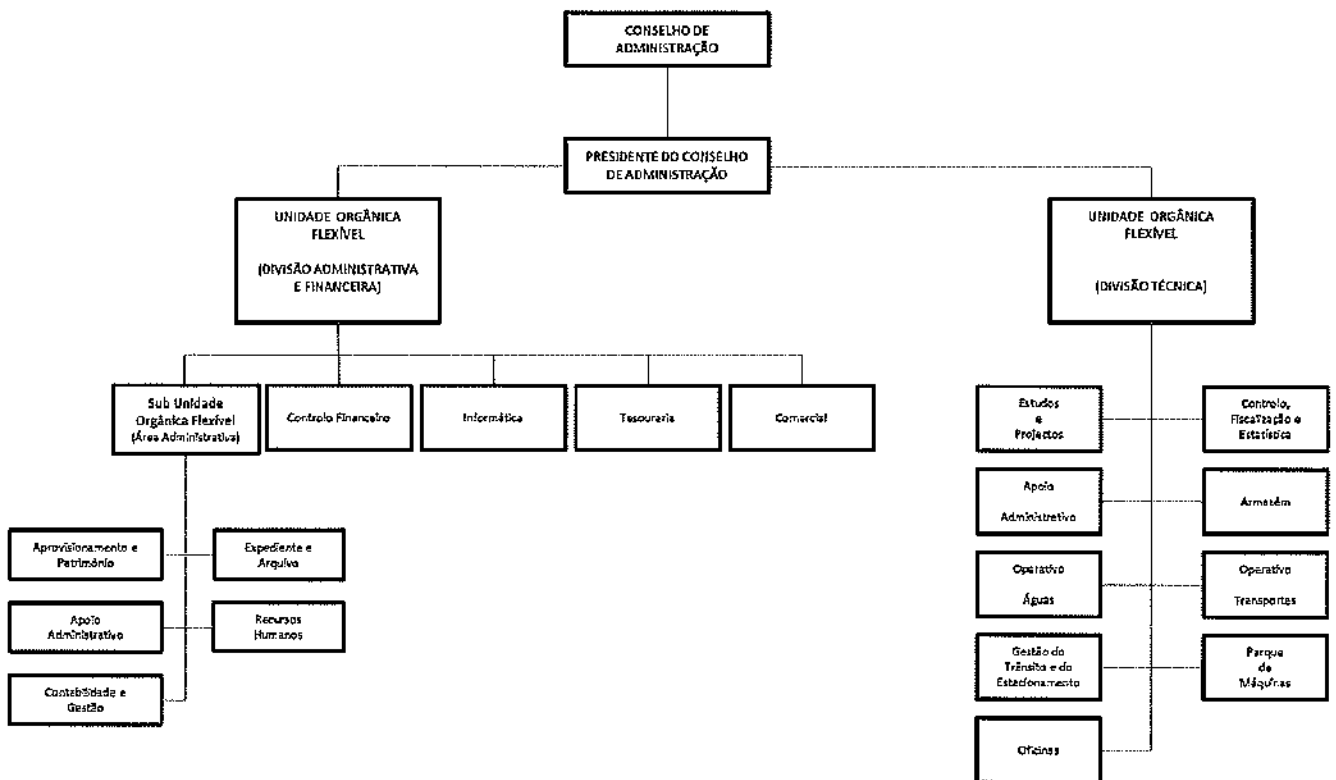 CONSELHO DE
ADMINISTRAÇÃO
PRESIDENTE DO CONSELHO
DE ADMINISTRAÇÃO
UNIDADE ORGÂNICA
FLEXÍVEL
(DIVISÃO ADMINISTRATIVA
E FINANCEIRA)
UNIDADE ORGÂNICA
FLEXÍVEL
(DIVISÃO TÉCNICA)
Sub Unidade
Orgânica Flexível
(Área Administrativa)
Controlo Financeiro
Informática
Tesouraria
Comercial
Aprovisionamento e
Património
Expediente e
Arquivo
Apoio
Administrativo
Recursos
Humanos
Contabilidade e
Gestão
Estudos
e
Projectos
Controlo,
Fiscalização e
Estatística
Apoio
Administrativo
Armazém
Operativo
Águas
Operativo
Transportes
Gestão do
Trânsito e do
Estacionamento
Parque
de
Máquinas
Oficinas